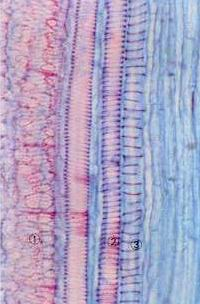 ① ② ③